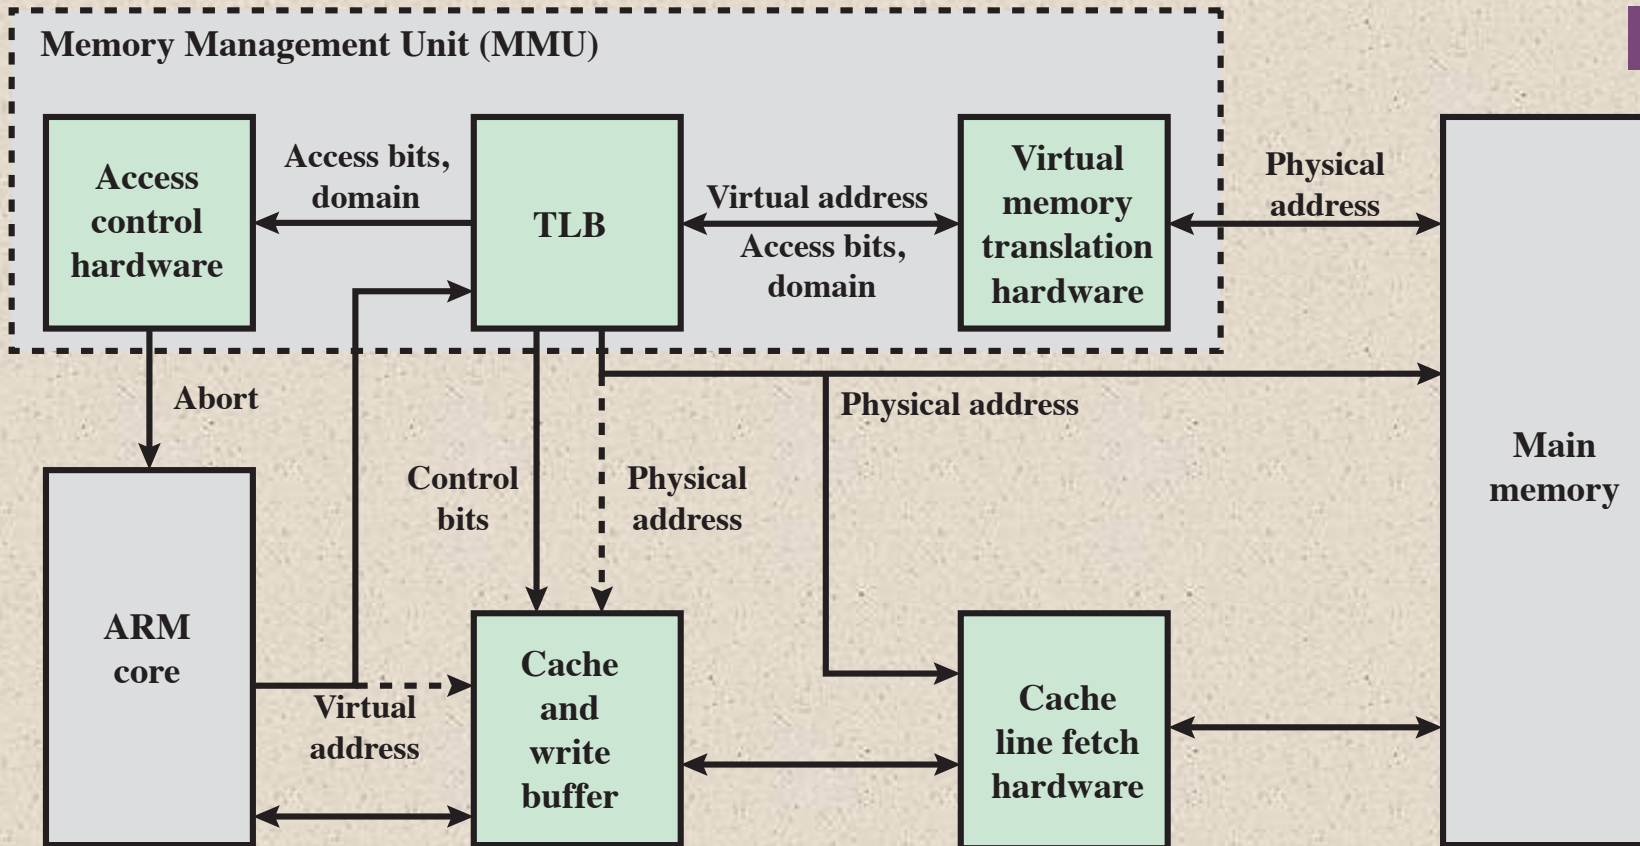 Memory Management Unit (MMU)
Access
control
hardware
Access bits,
domain
TLB
Virtual address
Access bits,
domain
Virtual
memory
translation
hardware
Physical
address
Abort
Physical address
Control
bits
Physical
address
Main
memory
ARM
core
Virtual
address
Cache
and
write
buffer
Cache
line fetch
hardware